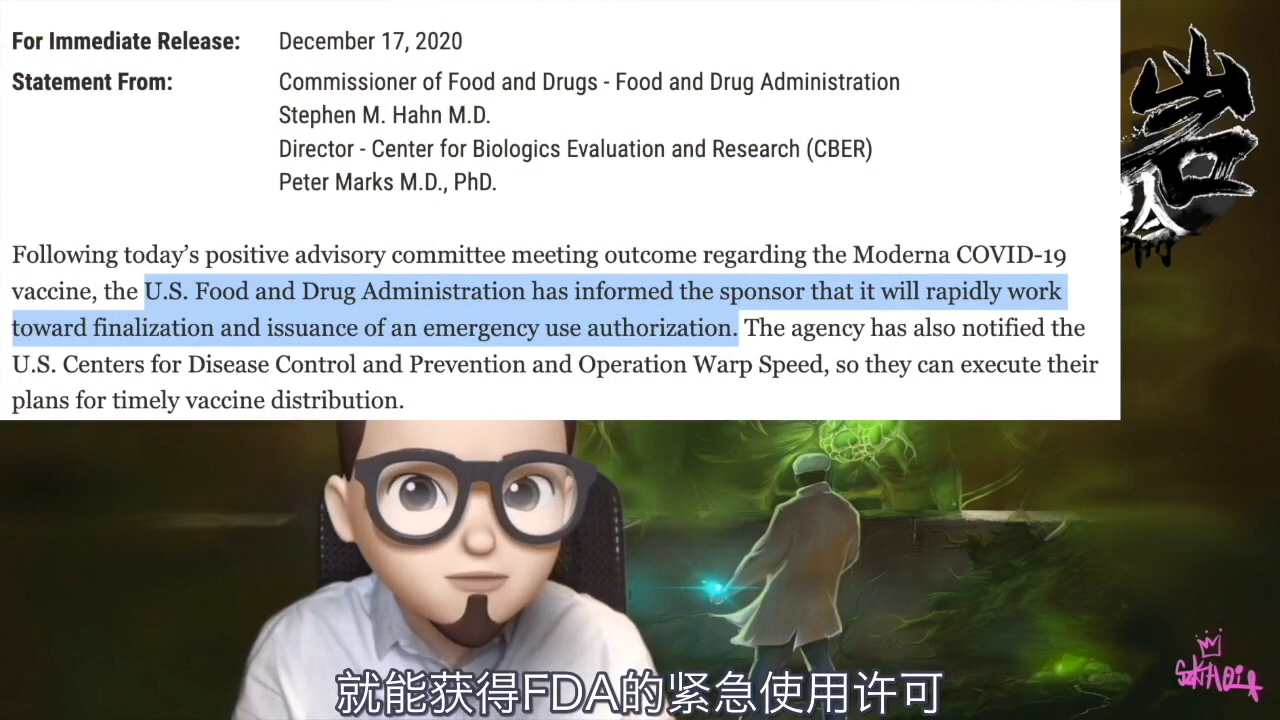 For Immediate Release: December 17, 2020
Statement From: Commissioner of Food and Drugs - Food and Drug Administration
Stephen M. Hahn M.D.
Director - Center for Biologics Evaluation and Research (CBER)
Peter Marks M.D., PhD.
Following today’s positive advisory committee meeting outcome regarding the Moderna COVID-19
vaccine, the U.S. Food and Drug Administration has informed the sponsor that it will rapidly work
toward finalization and issuance of an emergency use authorization. The agency has also notified the
U.S. Centers for Disease Control and Prevention and Operation Warp Speed, so they can execute their
plans for timely vaccine distribution.
就能获得FDA的紧急使用许可